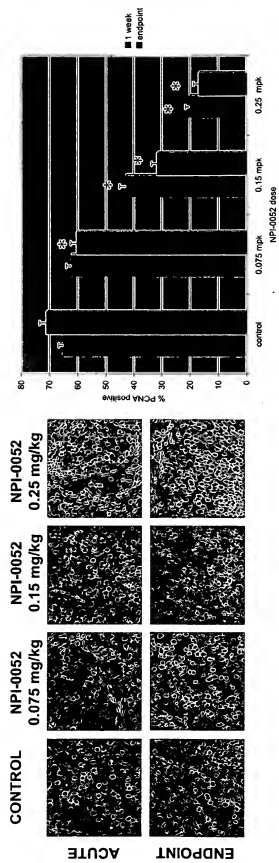 CONTROL
NPI-0052
0.075 mg/kg
NPI-0052
0.15 mg/kg
NPI-0052
0.25 mg/kg
ACUTE
ENDPOINT
% PCNA positive
80
70
60
50
40
30
20
10
0
*
*
*
*
*
*
control
0.075 mpk
0.15 mpk
0.25 mpk
NPI-0052 dose
1 week
endpoint